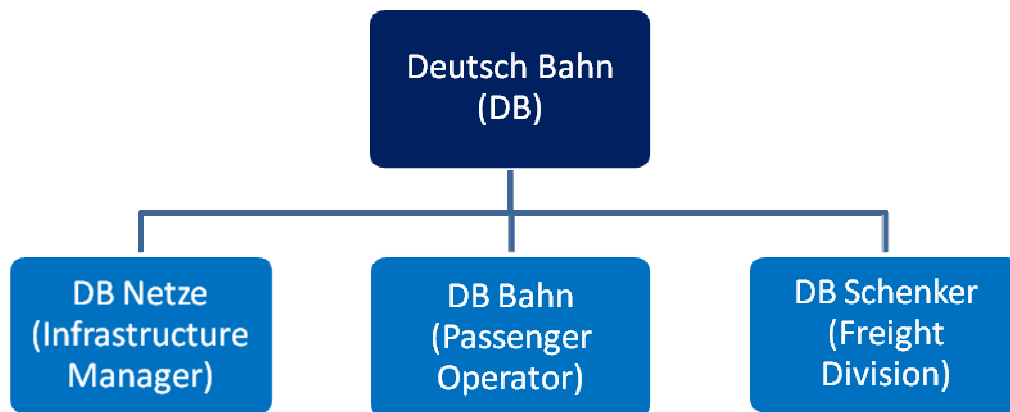 Deutsch Bahn
(DB)
DB Netze
(Infrastructure
Manager)
DB Bahn
(Passenger
Operator)
DB Schenker
(Freight
Division)